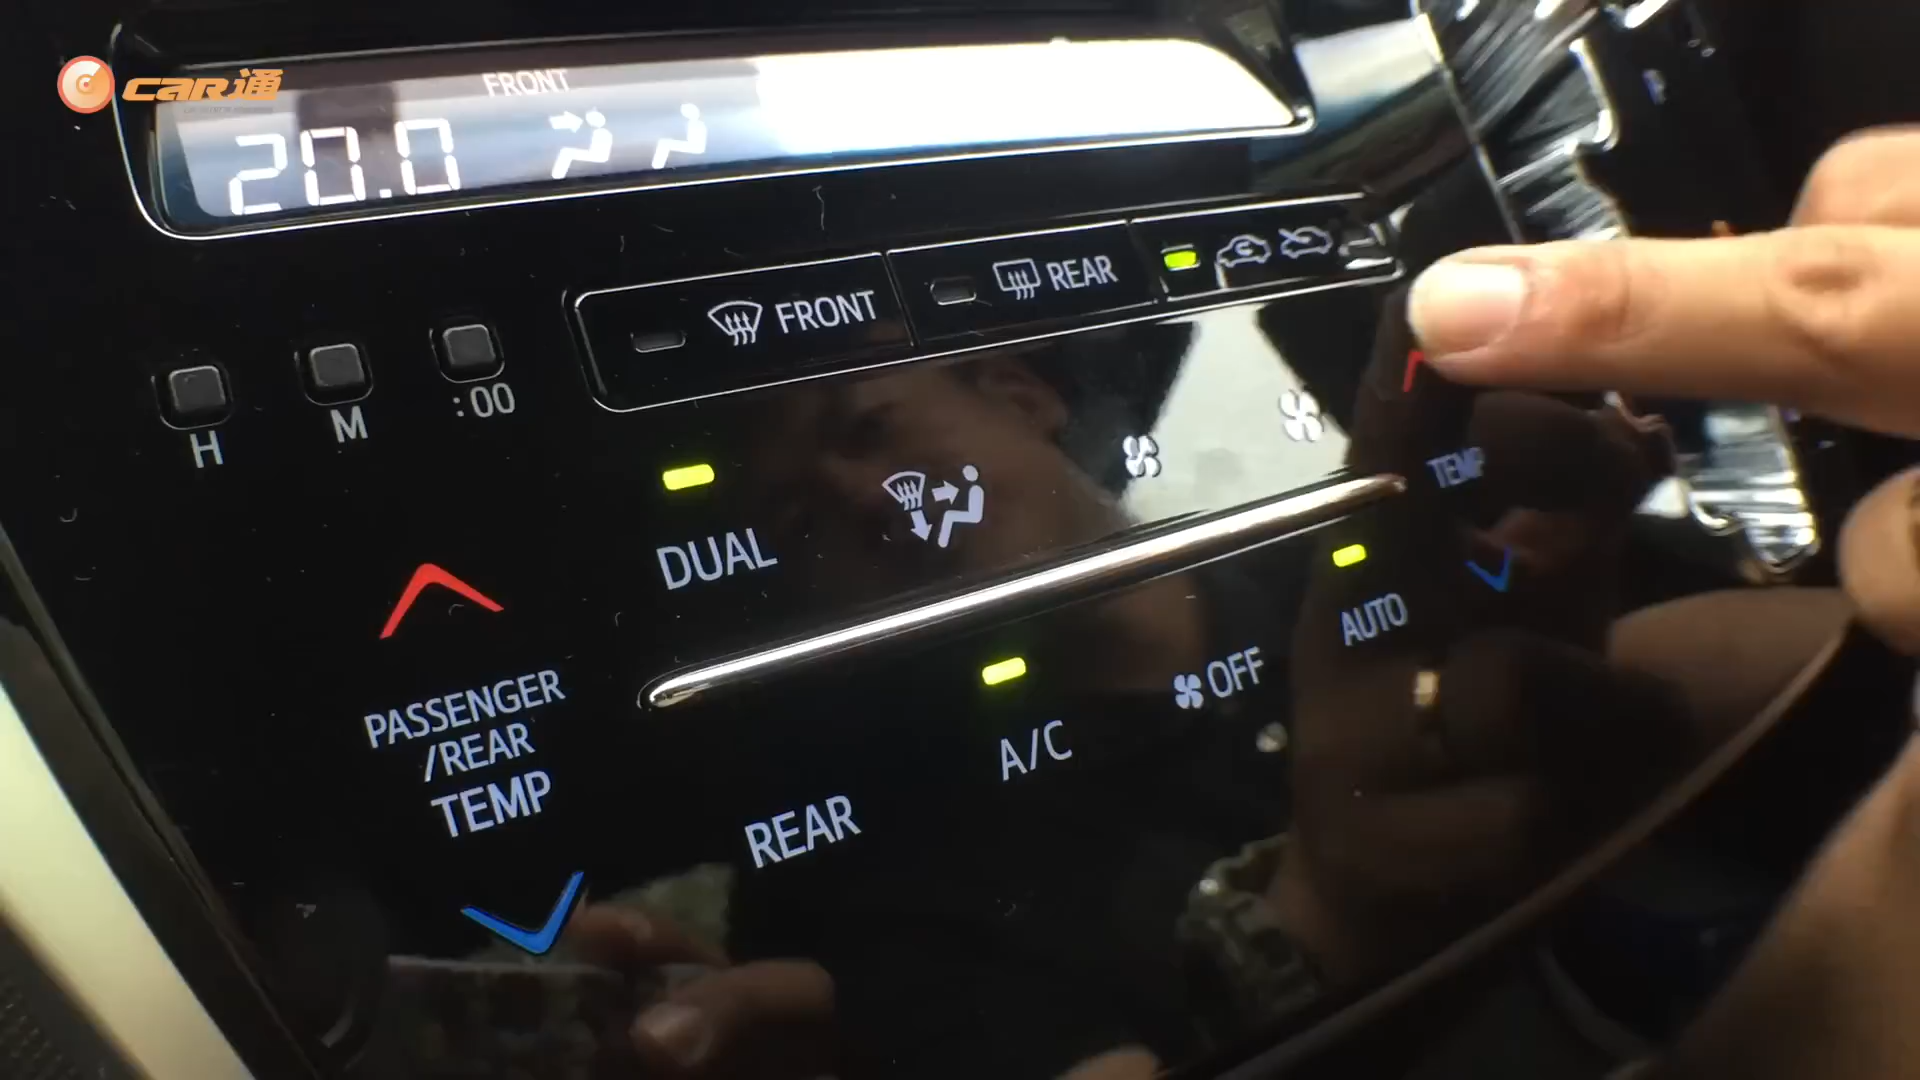 CAR通
FRONT
20.0
FRONT
REAR
H
M
:00
DUAL
TEMP
AUTO
PASSENGER
/REAR
TEMP
A/C
OFF
REAR